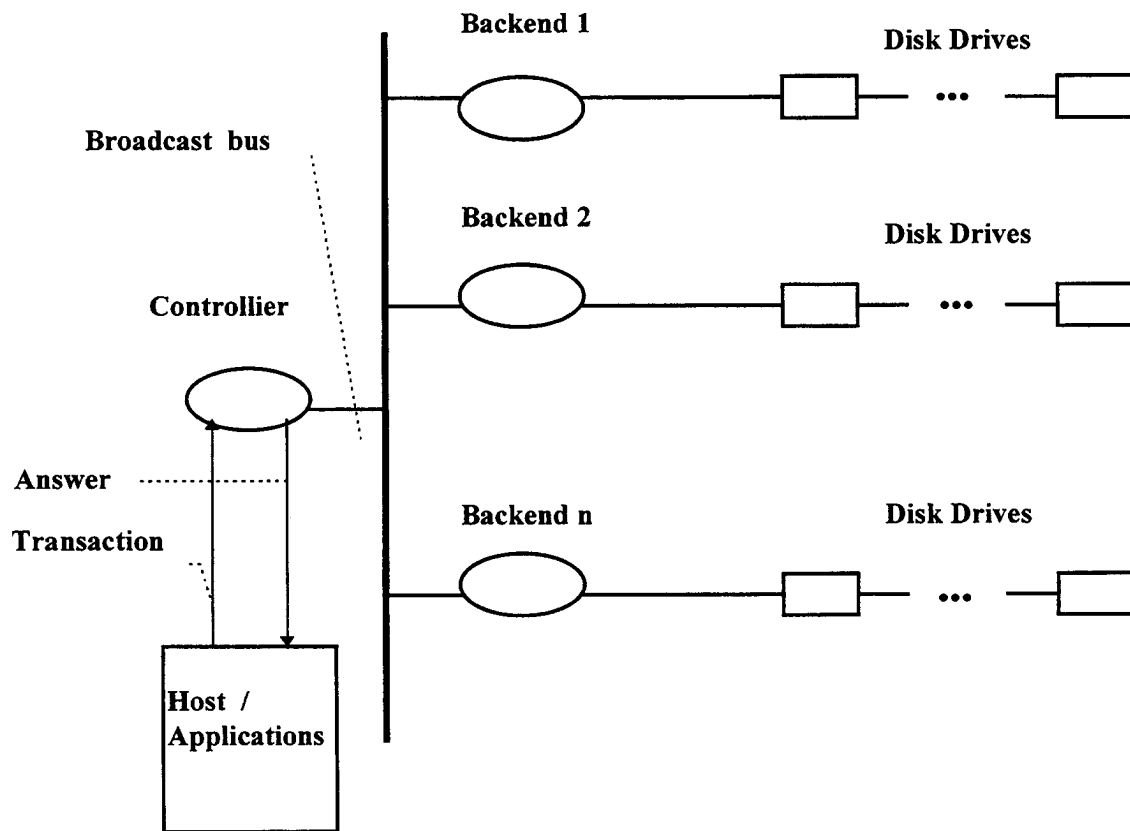 Backend 1
Disk Drives
Broadcast bus
Backend 2
Disk Drives
Controllier
Answer
Backend n
Disk Drives
Transaction
Host /
Applications